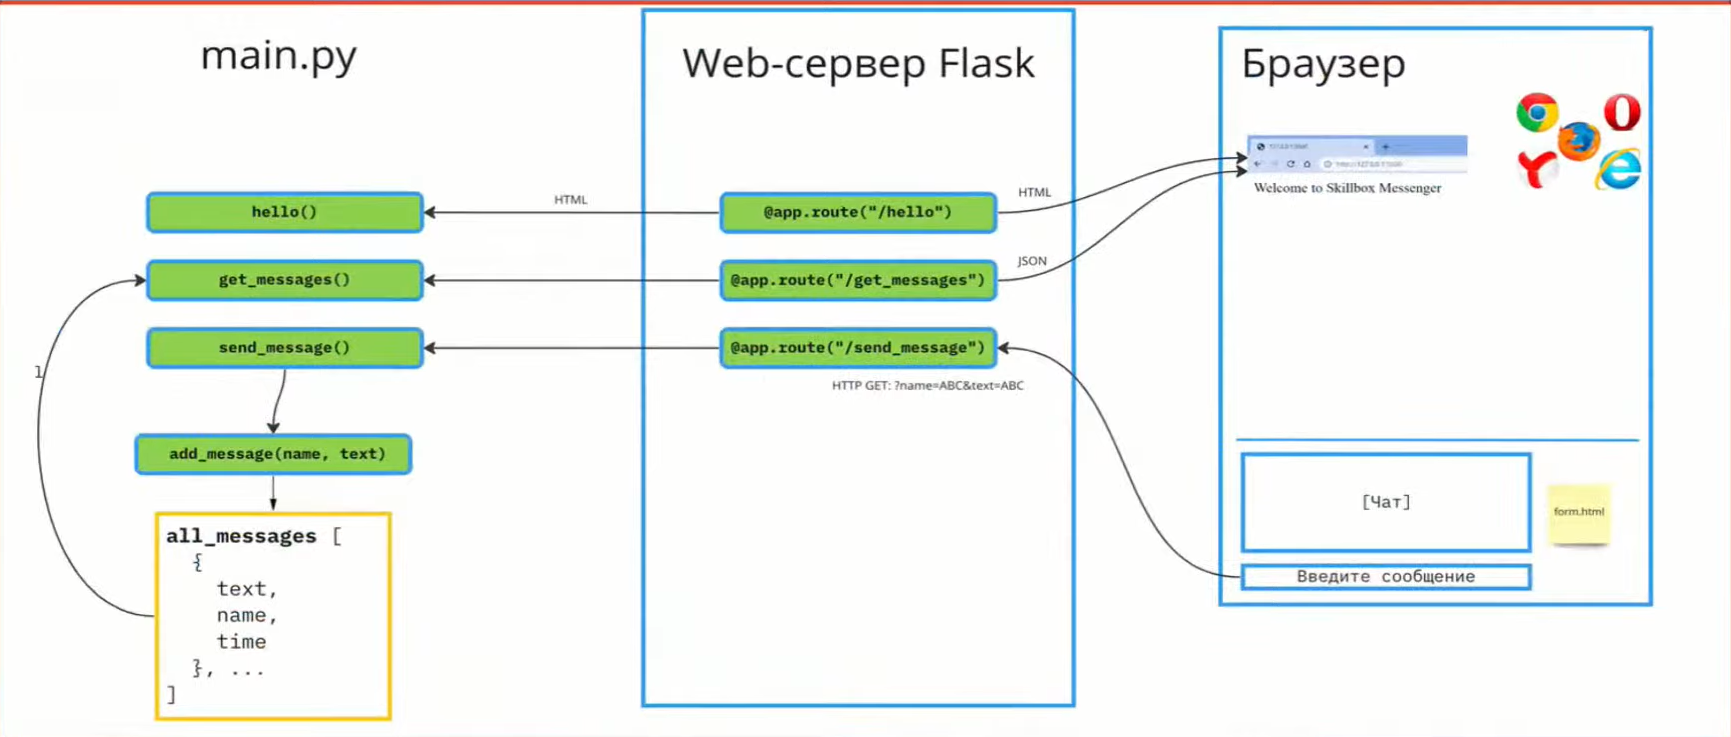 main.py
Web-сервер Flask
Браузер
Welcome to Skillbox Messenger
hello()
HTML
@app.route("/hello")
HTML
get_messages()
@app.route("/get_messages")
JSON
send_message()
@app.route("/send_message")
HTTP GET: ?name=ABC&text=ABC
1
add_message(name, text)
all_messages [
{
text,
name,
time
}, ...
]
[Чат]
form.html
Введите сообщение